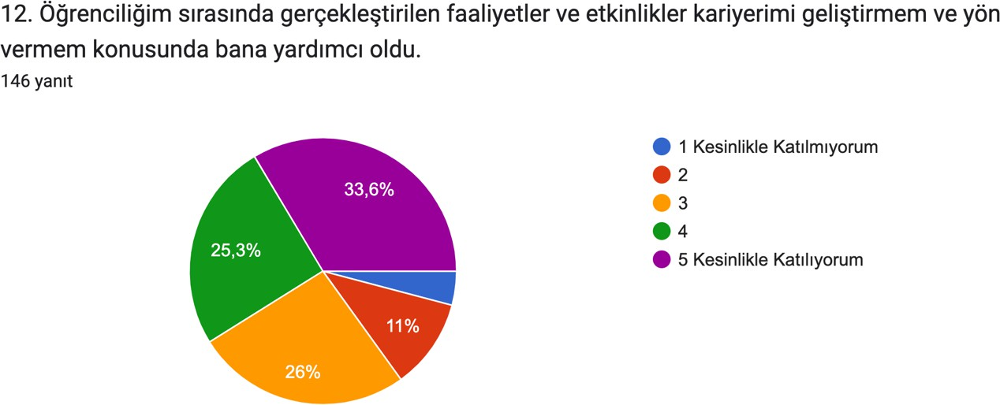 12. Öğrenciliğim sırasında gerçekleştirilen faaliyetler ve etkinlikler kariyerimi geliştirmem ve yön
vermem konusunda bana yardımcı oldu.
146 yanıt
1 Kesinlikle Katılmıyorum
2
3
4
5 Kesinlikle Katılıyorum
33,6%
25,3%
11%
26%